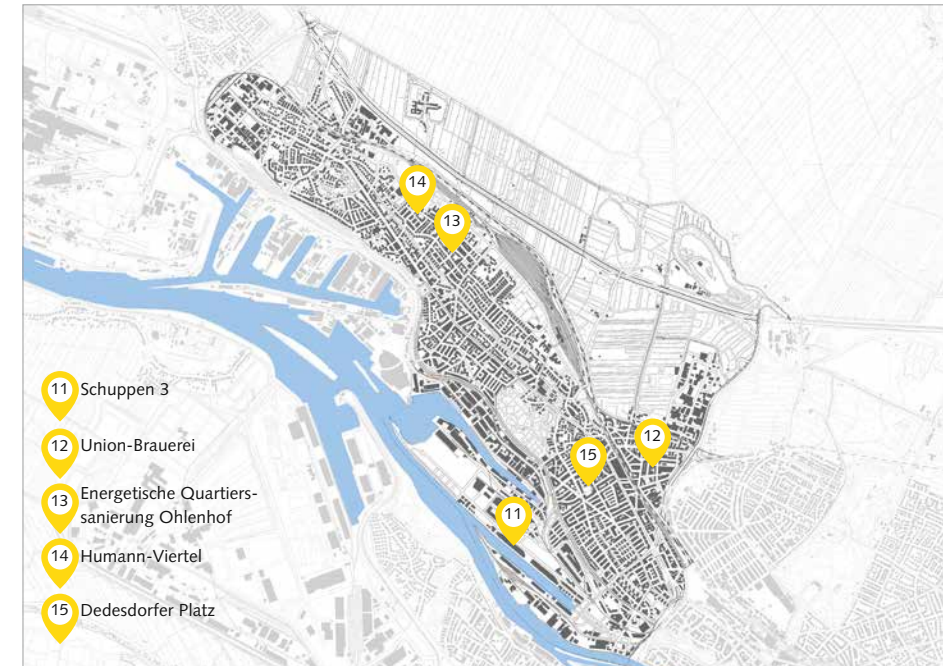 14
13
12
15
11
11 Schuppen 3
12 Union-Brauerei
13 Energetische Quartiers-
sanierung Ohlenhof
14 Humann-Viertel
15 Dedesdorfer Platz